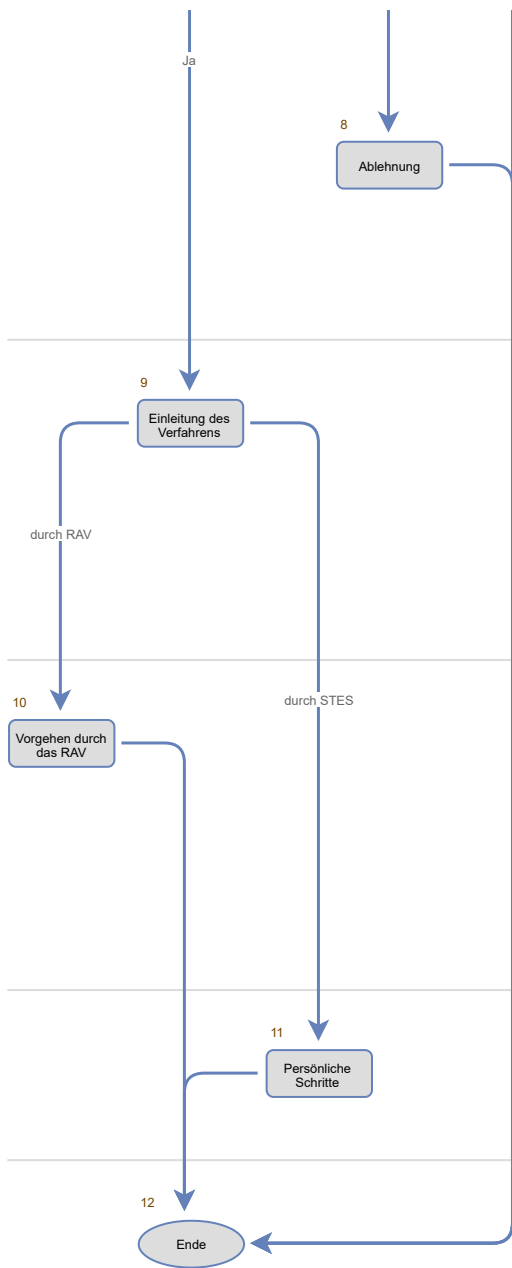 Ja
8
Ablehnung
9
Einleitung des
Verfahrens
durch RAV
durch STES
10
Vorgehen durch
das RAV
11
Persönliche
Schritte
12
Ende